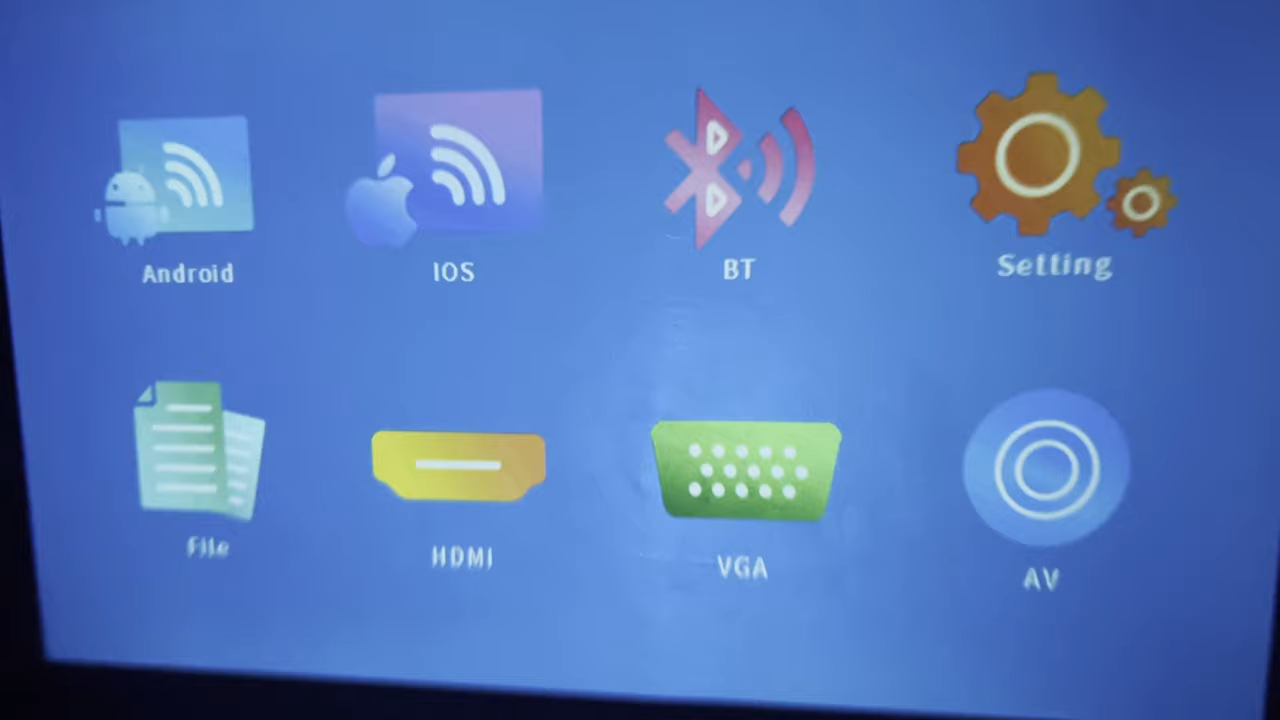 Android
IOS
BT
Setting
File
HDMI
VGA
AV